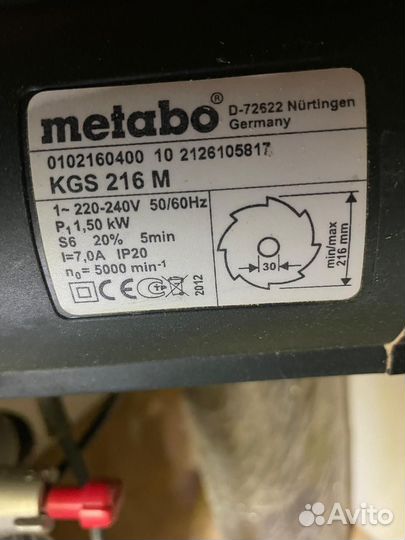 metabo®
D-72622 Nürtingen
Germany
0102160400 10 2126105817
KGS 216 M
1~ 220-240V 50/60Hz
P1 1,50 kW
S6 20% 5min
I=7,0A IP20
n0= 5000 min-1
CE
2012
30
min/max
216 mm
Avito